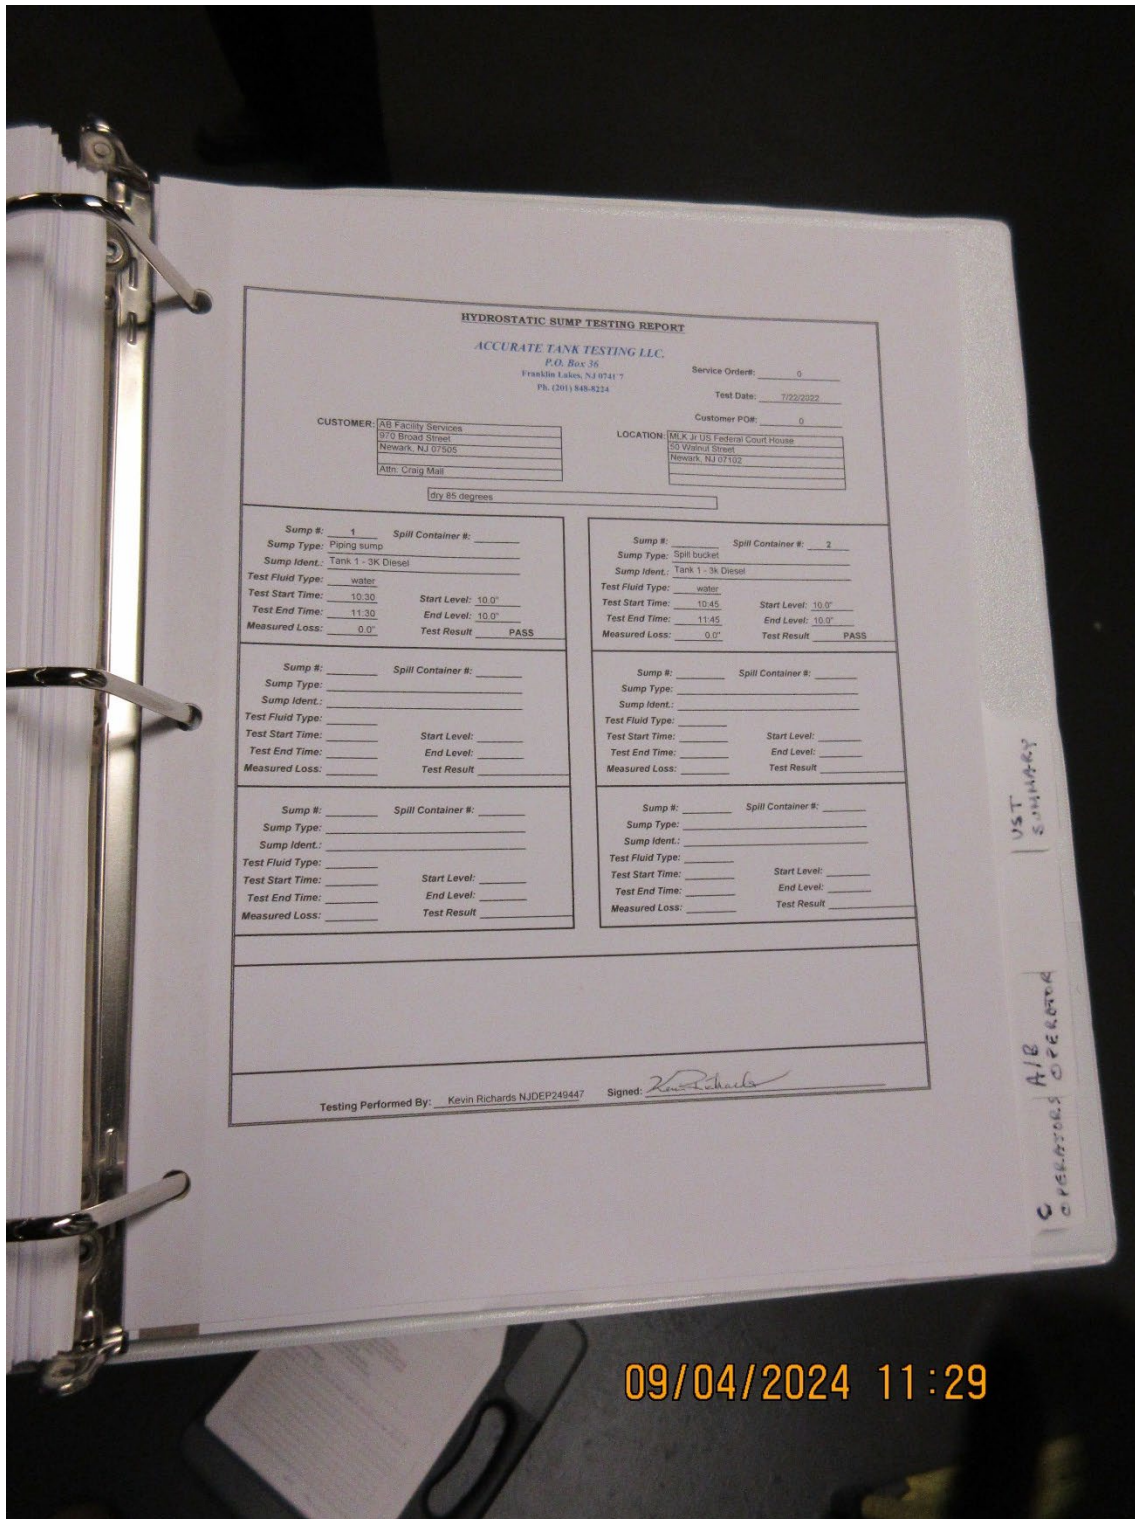 HYDROSTATIC SUMP TESTING REPORT
ACCURATE TANK TESTING LLC.
P.O. Box 36
Franklin Lakes, NJ 07417
Ph. (201) 848-8224
Service Order#: 0
Test Date: 7/22/2022
Customer PO#: 0
CUSTOMER: AB Facility Services
970 Broad Street
Newark, NJ 07505
Attn: Craig Mall
LOCATION: MLK Jr US Federal Court House
50 Walnut Street
Newark, NJ 07102
dry 85 degrees
Sump #: 1 Spill Container #:
Sump Type: Piping sump
Sump Ident.: Tank 1 - 3K Diesel
Test Fluid Type: water
Test Start Time: 10:30 Start Level: 10.0"
Test End Time: 11:30 End Level: 10.0"
Measured Loss: 0.0" Test Result PASS
Sump #: Spill Container #: 2
Sump Type: Spill bucket
Sump Ident.: Tank 1 - 3k Diesel
Test Fluid Type: water
Test Start Time: 10:45 Start Level: 10.0"
Test End Time: 11:45 End Level: 10.0"
Measured Loss: 0.0" Test Result PASS
Sump #: Spill Container #:
Sump Type:
Sump Ident.:
Test Fluid Type:
Test Start Time: Start Level:
Test End Time: End Level:
Measured Loss: Test Result
Sump #: Spill Container #:
Sump Type:
Sump Ident.:
Test Fluid Type:
Test Start Time: Start Level:
Test End Time: End Level:
Measured Loss: Test Result
Sump #: Spill Container #:
Sump Type:
Sump Ident.:
Test Fluid Type:
Test Start Time: Start Level:
Test End Time: End Level:
Measured Loss: Test Result
Sump #: Spill Container #:
Sump Type:
Sump Ident.:
Test Fluid Type:
Test Start Time: Start Level:
Test End Time: End Level:
Measured Loss: Test Result
Testing Performed By: Kevin Richards NJDEP249447 Signed: Kevin Richards
UST
SUMMARY
A/B
OPERATOR
C
OPERATORS
09/04/2024 11:29